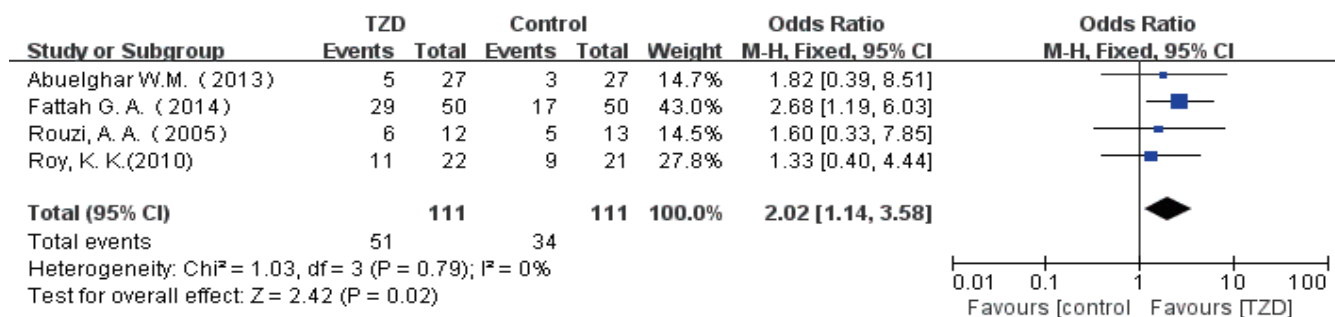 TZD Control Odds Ratio Odds Ratio
Study or Subgroup Events Total Events Total Weight M-H, Fixed, 95% CI M-H, Fixed, 95% CI
Abuelghar W.M. ( 2013) 5 27 3 27 14.7% 1.82 [0.39, 8.51]
Fattah G. A. ( 2014) 29 50 17 50 43.0% 2.68 [1.19, 6.03]
Rouzi, A. A. ( 2005) 6 12 5 13 14.5% 1.60 [0.33, 7.85]
Roy, K. K.(2010) 11 22 9 21 27.8% 1.33 [0.40, 4.44]
Total (95% CI) 111 111 100.0% 2.02 [1.14, 3.58]
Total events 51 34
Heterogeneity: Chi² = 1.03, df = 3 (P = 0.79); I² = 0%
Test for overall effect: Z = 2.42 (P = 0.02)
0.01 0.1 1 10 100
Favours [control Favours [TZD]